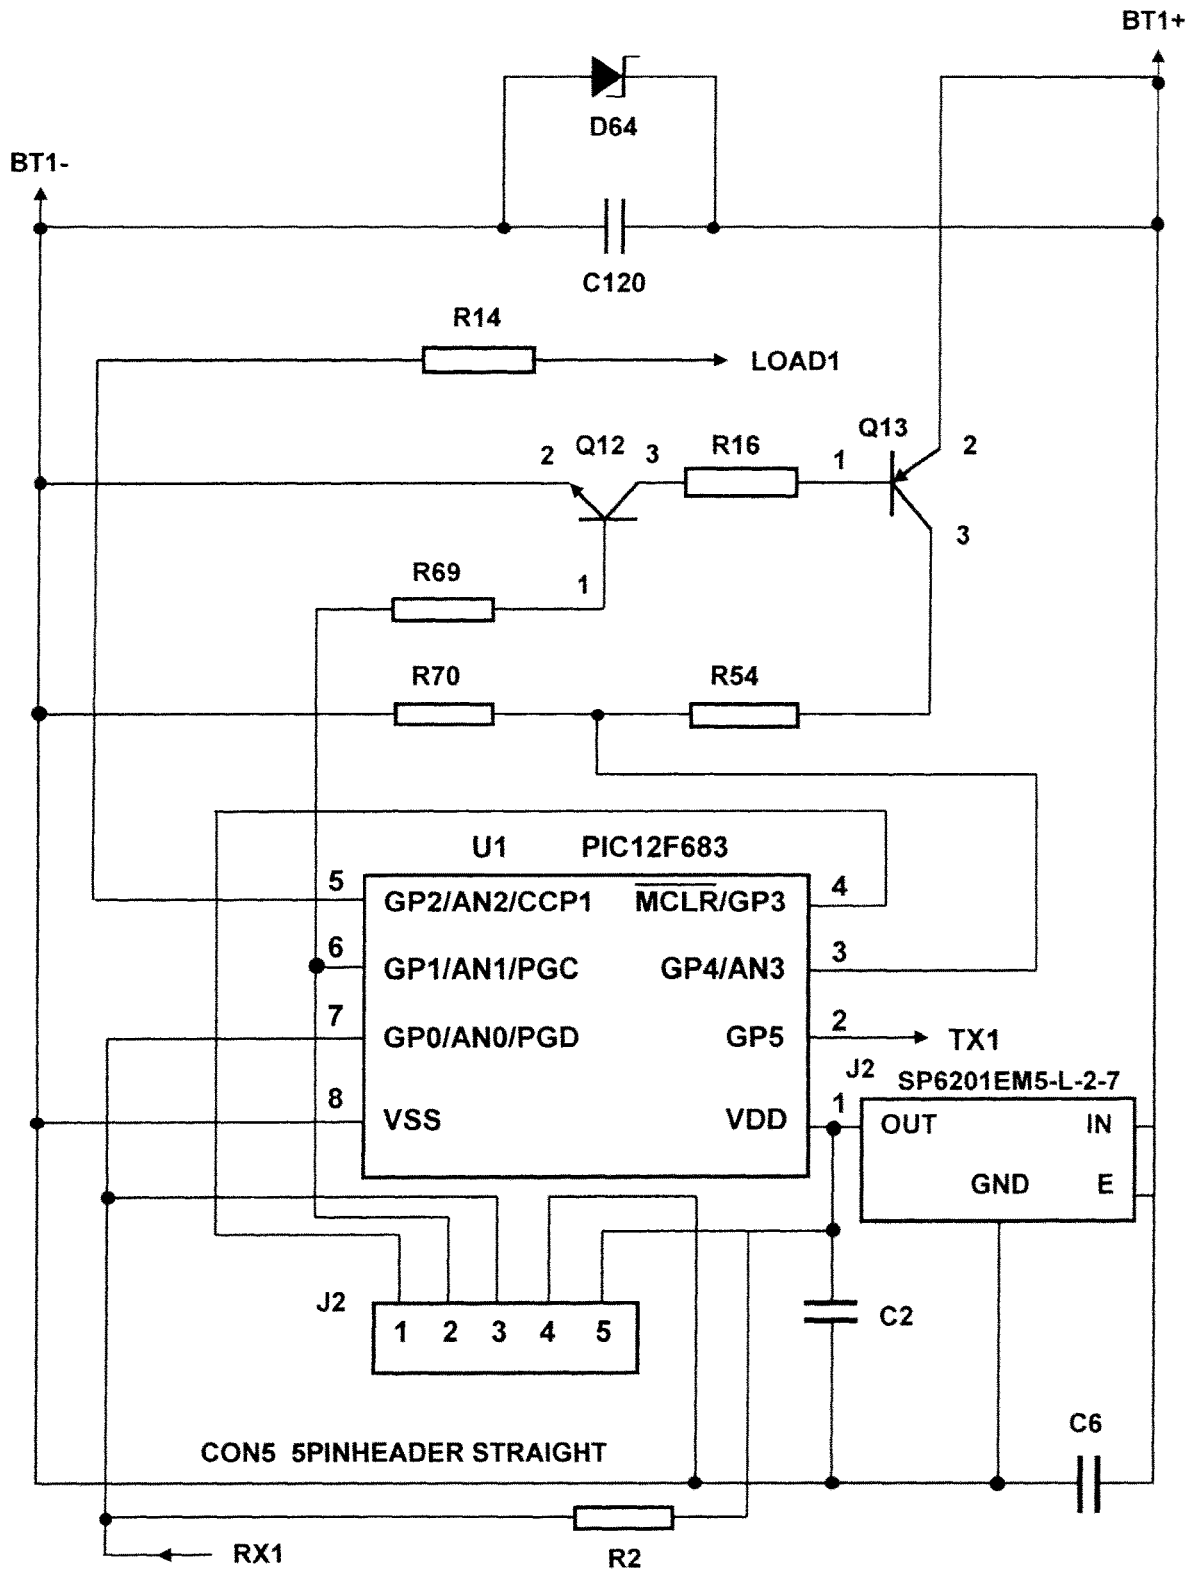 BT1+
D64
BT1-
C120
R14
LOAD1
Q13
2 Q12 3 R16 1 2
3
R69 1
R70 R54
U1 PIC12F683
5 GP2/AN2/CCP1 MCLR/GP3 4
6 GP1/AN1/PGC GP4/AN3 3
7 GP0/AN0/PGD GP5 2 TX1
J2 SP6201EM5-L-2-7
8 VSS VDD 1 OUT IN
GND E
J2 1 2 3 4 5 C2
C6
CON5 5PINHEADER STRAIGHT
RX1 R2